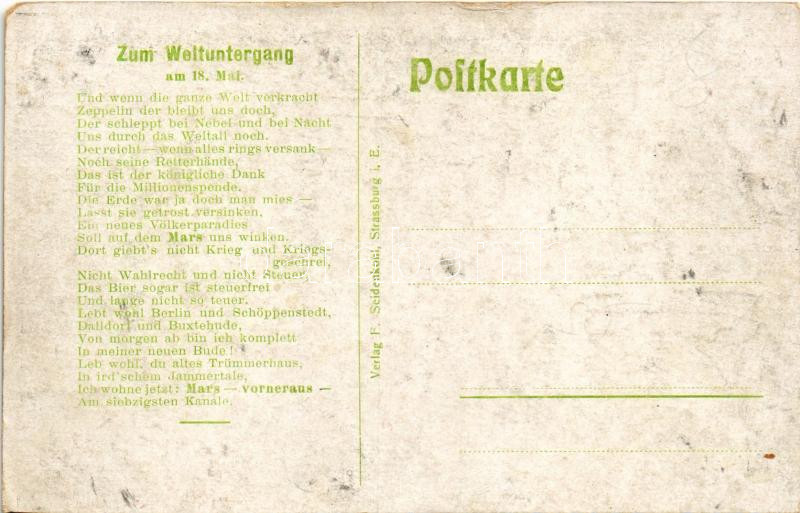 Zum Weltuntergang
am 18. Mai.
Und wenn die ganze Welt verkracht
Zeppelin der bleibt uns doch,
Der schleppt bei Nebel und bei Nacht
Uns durch das Weltall noch.
Der reicht — wenn alles rings versank —
Noch seine Retterhände,
Das ist der königliche Dank
Für die Millionenspende.
Die Erde war ja doch man mies —
Lasst sie getrost versinken,
Ein neues Völkerparadies
Soll auf dem Mars uns winken.
Dort giebt's nicht Krieg und Kriegs-
geschrei,
Nicht Wahlrecht und nicht Steuer,
Das Bier sogar ist steuerfrei
Und lange nicht so teuer.
Lebt wohl Berlin und Schöppenstedt,
Dalldorf und Buxtehude,
Von morgen ab bin ich komplett
In meiner neuen Bude!
Leb wohl, du altes Trümmerhaus,
In ird'schem Jammertale,
Ich wohne jetzt: Mars — vorneraus —
Am siebzigsten Kanale.
Verlag F. Seidenkohl, Strassburg i. E.
Postkarte